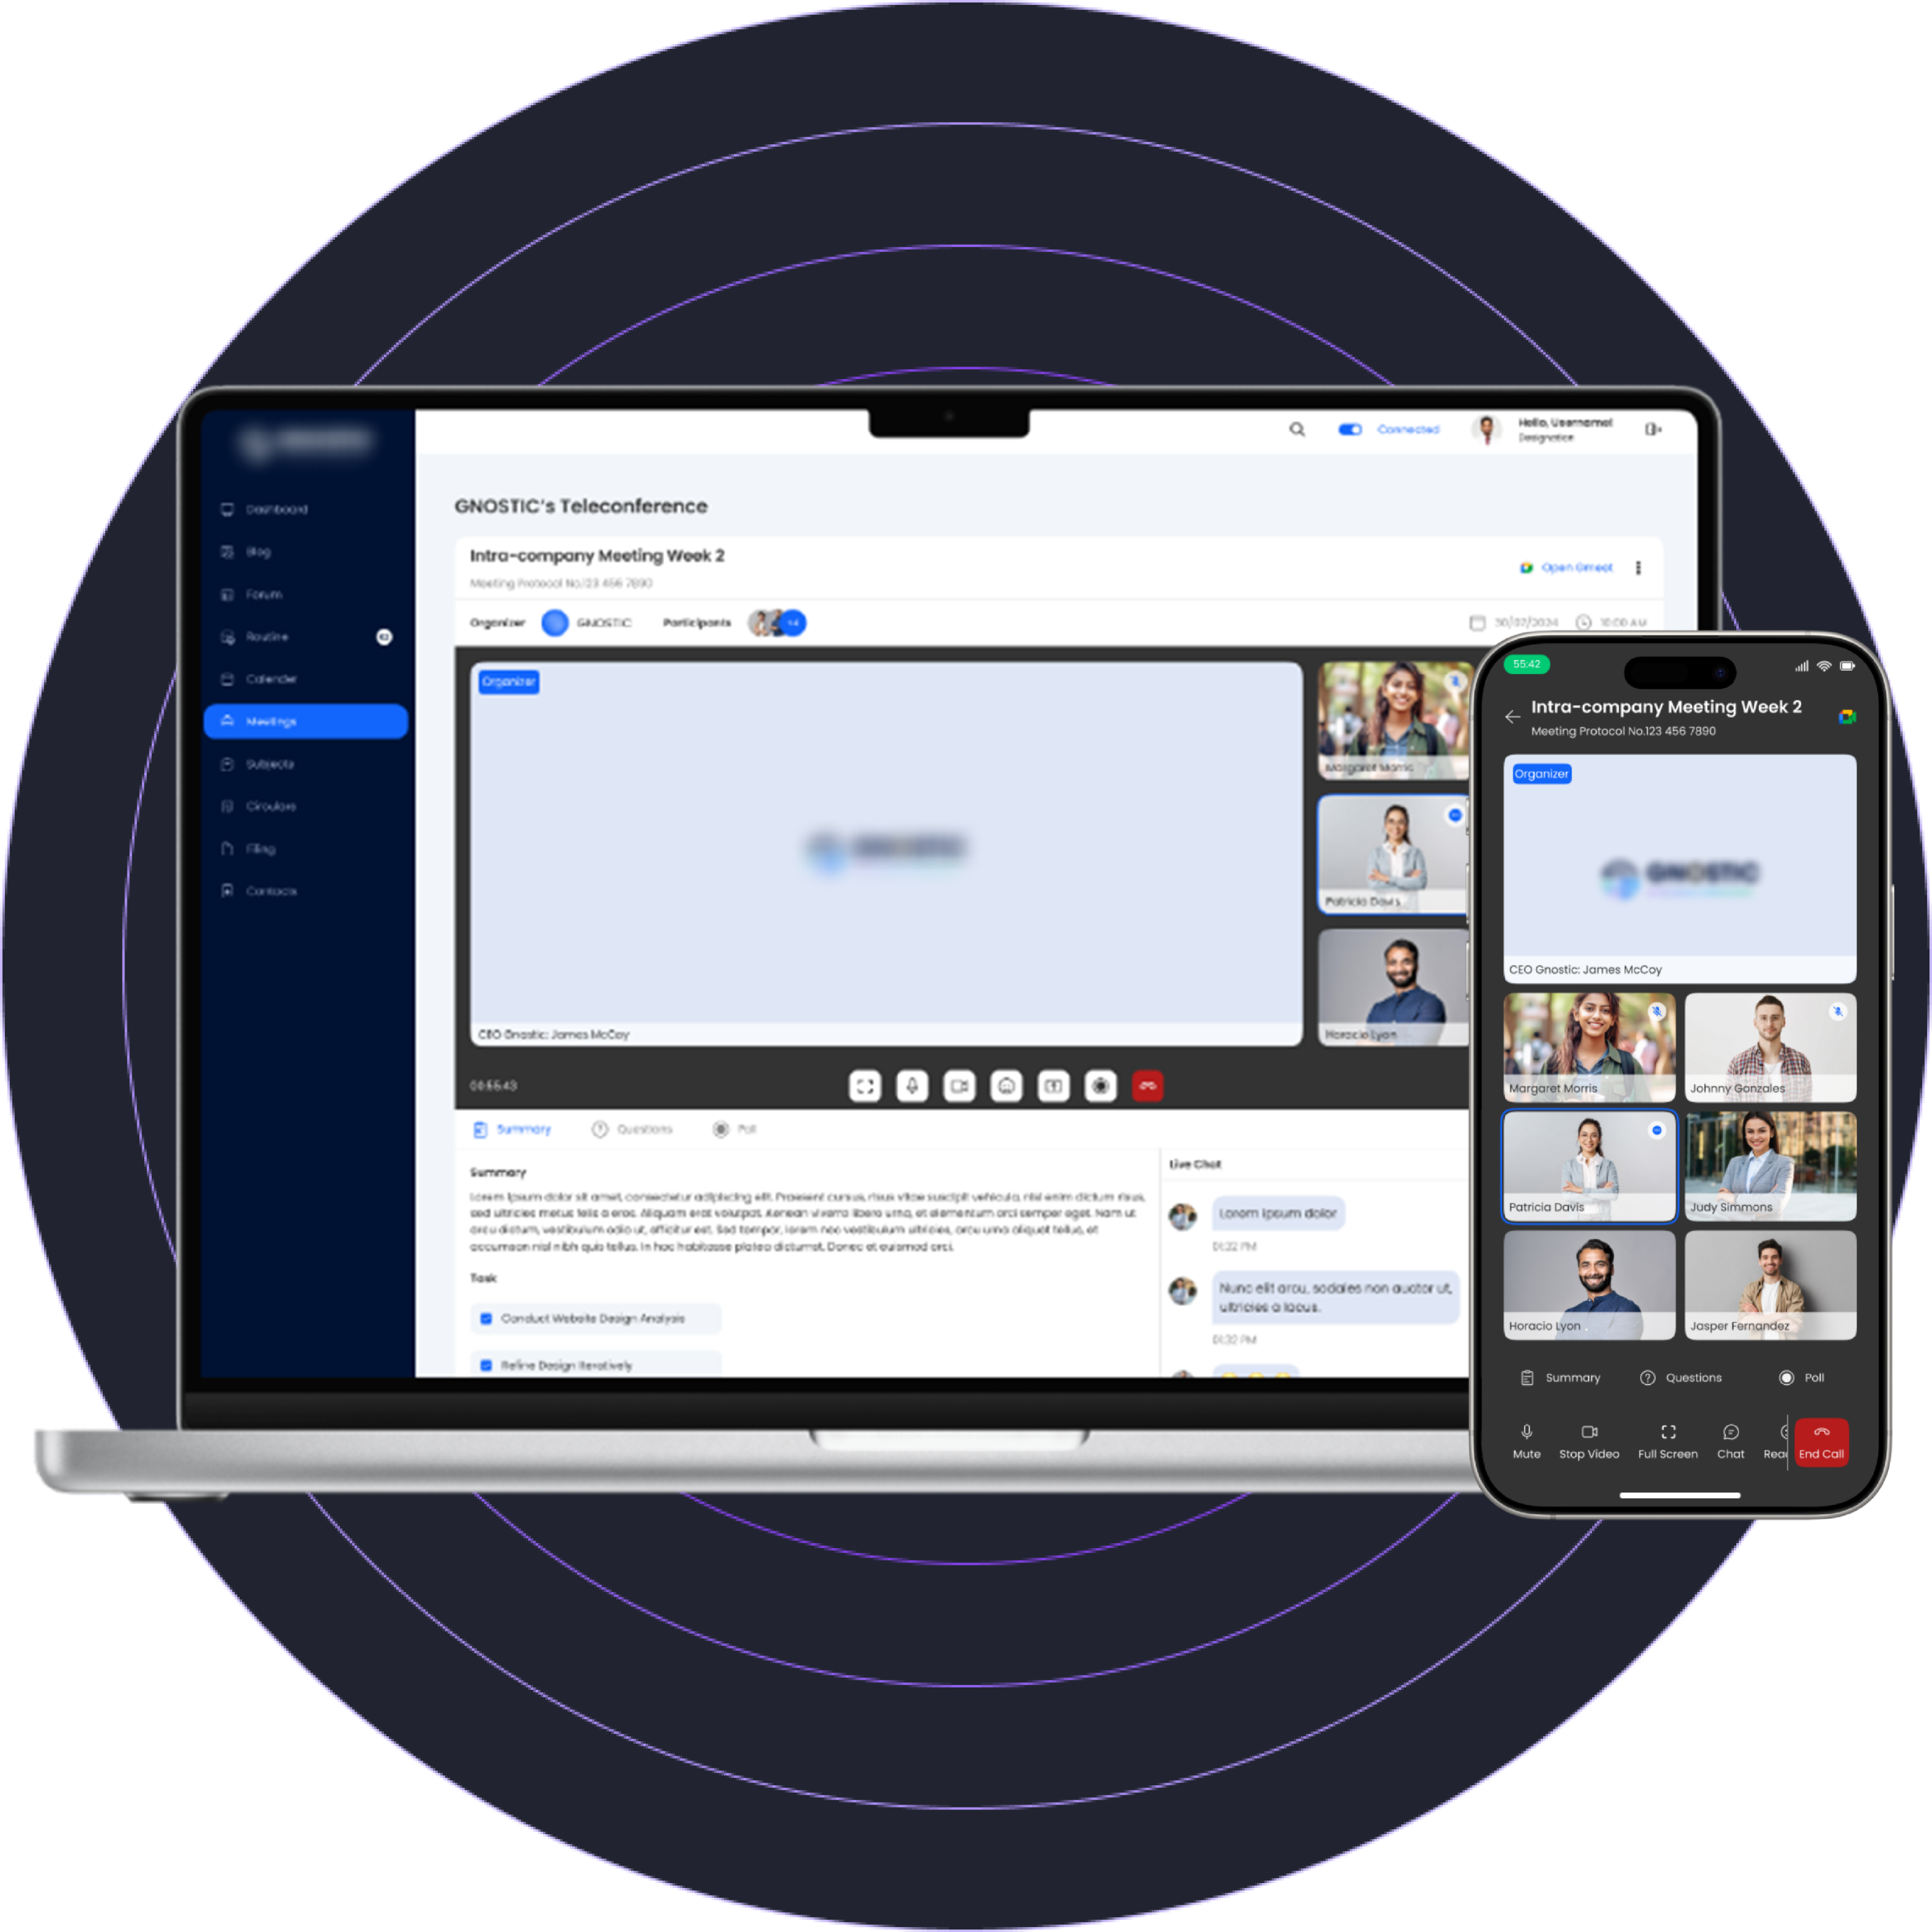 Connected
Hello, Username!
Designation
Dashboard
Blog
Forum
Routine
Calender
Meetings
Subjects
Circulars
Filing
Contacts
GNOSTIC's Teleconference
Intra-company Meeting Week 2
Meeting Protocol No.123 456 7890
Open Gmeet
Organizer GNOSTIC Participants +4
30/07/2024 10:00 AM
Organizer
CEO Gnostic: James McCoy
Margaret Morris
Patricia Davis
Horacio Lyon
00:55:43
Summary Questions Poll
Summary
Lorem ipsum dolor sit amet, consectetur adipiscing elit. Praesent cursus, risus vitae suscipit vehicula, nisl enim dictum risus,
sed ultricies metus felis a eros. Aliquam erat volutpat. Aenean viverra libero urna, et elementum orci semper eget. Nam ut
arcu dictum, vestibulum odio ut, efficitur est. Sed tempor, lorem nec vestibulum ultricies, arcu urna aliquet tellus, et
accumsan nisl nibh quis tellus. In hac habitasse platea dictumst. Donec et euismod orci.
Task
Conduct Website Design Analysis
Refine Design Iteratively
Live Chat
Lorem ipsum dolor
01:22 PM
Nunc elit arcu, sodales non auctor ut,
ultricies a lacus.
01:32 PM
55:42
Intra-company Meeting Week 2
Meeting Protocol No.123 456 7890
Organizer
GNOSTIC
CEO Gnostic: James McCoy
Margaret Morris
Johnny Gonzales
Patricia Davis
Judy Simmons
Horacio Lyon
Jasper Fernandez
Summary Questions Poll
Mute Stop Video Full Screen Chat Reac End Call